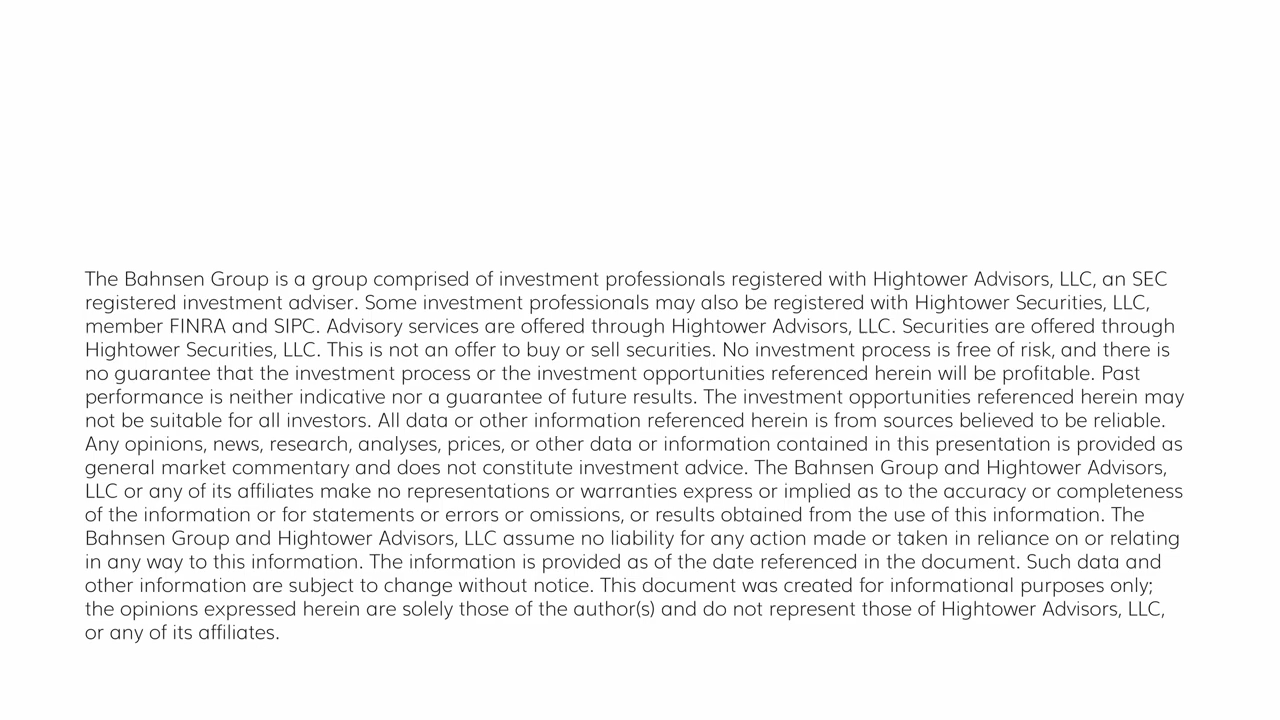 The Bahnsen Group is a group comprised of investment professionals registered with Hightower Advisors, LLC, an SEC
registered investment adviser. Some investment professionals may also be registered with Hightower Securities, LLC,
member FINRA and SIPC. Advisory services are offered through Hightower Advisors, LLC. Securities are offered through
Hightower Securities, LLC. This is not an offer to buy or sell securities. No investment process is free of risk, and there is
no guarantee that the investment process or the investment opportunities referenced herein will be profitable. Past
performance is neither indicative nor a guarantee of future results. The investment opportunities referenced herein may
not be suitable for all investors. All data or other information referenced herein is from sources believed to be reliable.
Any opinions, news, research, analyses, prices, or other data or information contained in this presentation is provided as
general market commentary and does not constitute investment advice. The Bahnsen Group and Hightower Advisors,
LLC or any of its affiliates make no representations or warranties express or implied as to the accuracy or completeness
of the information or for statements or errors or omissions, or results obtained from the use of this information. The
Bahnsen Group and Hightower Advisors, LLC assume no liability for any action made or taken in reliance on or relating
in any way to this information. The information is provided as of the date referenced in the document. Such data and
other information are subject to change without notice. This document was created for informational purposes only;
the opinions expressed herein are solely those of the author(s) and do not represent those of Hightower Advisors, LLC,
or any of its affiliates.